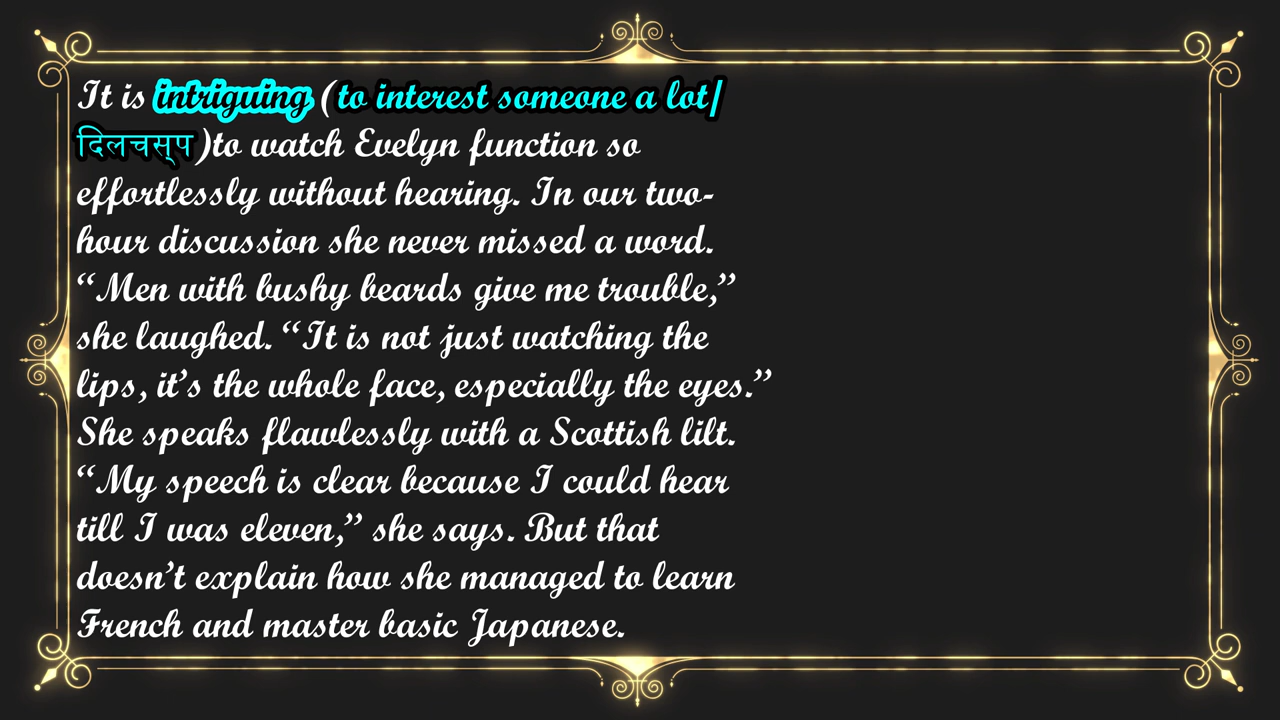 It is intriguing (to interest someone a lot/
दिलचस्प)to watch Evelyn function so
effortlessly without hearing. In our two-
hour discussion she never missed a word.
“Men with bushy beards give me trouble,”
she laughed. “It is not just watching the
lips, it’s the whole face, especially the eyes.”
She speaks flawlessly with a Scottish lilt.
“My speech is clear because I could hear
till I was eleven,” she says. But that
doesn’t explain how she managed to learn
French and master basic Japanese.